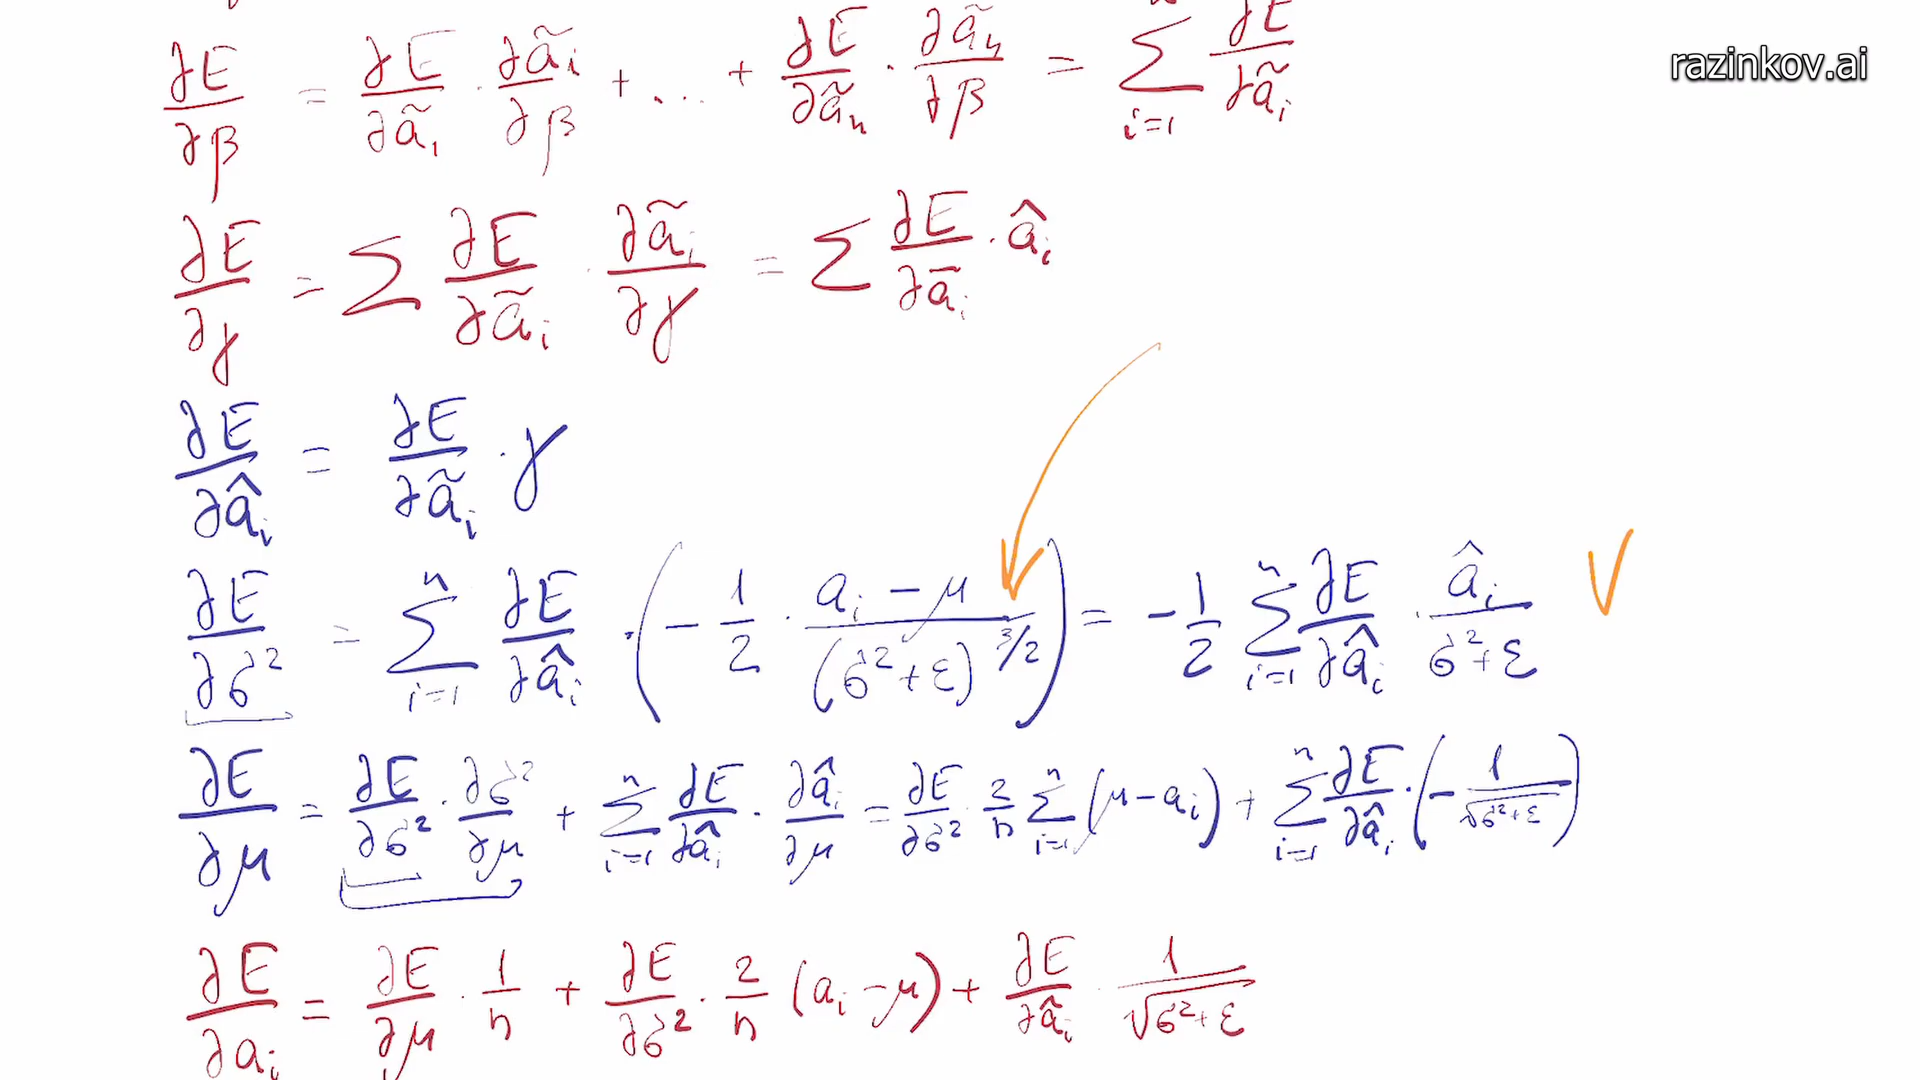 razinkov.ai
∂E/∂β = ∂E/∂ã₁ · ∂ãᵢ/∂β + ... + ∂E/∂ãₙ · ∂ãₙ/∂β = Σᵢ₌₁ⁿ ∂E/∂ãᵢ
∂E/∂γ = Σ ∂E/∂ãᵢ · ∂ãᵢ/∂γ = Σ ∂E/∂ãᵢ · âᵢ
∂E/∂âᵢ = ∂E/∂ãᵢ · γ
∂E/∂σ² = Σᵢ₌₁ⁿ ∂E/∂âᵢ · (−1/2 · (aᵢ − μ)/(σ²+ε)^(3/2)) = −1/2 Σᵢ₌₁ⁿ ∂E/∂âᵢ · âᵢ/(σ²+ε)
∂E/∂μ = ∂E/∂σ² · ∂σ²/∂μ + Σᵢ₌₁ⁿ ∂E/∂âᵢ · ∂âᵢ/∂μ = ∂E/∂σ² · 2/n Σᵢ₌₁ⁿ (μ − aᵢ) + Σᵢ₌₁ⁿ ∂E/∂âᵢ · (−1/√(σ²+ε))
∂E/∂aᵢ = ∂E/∂μ · 1/n + ∂E/∂σ² · 2/n (aᵢ − μ) + ∂E/∂âᵢ · 1/√(σ²+ε)